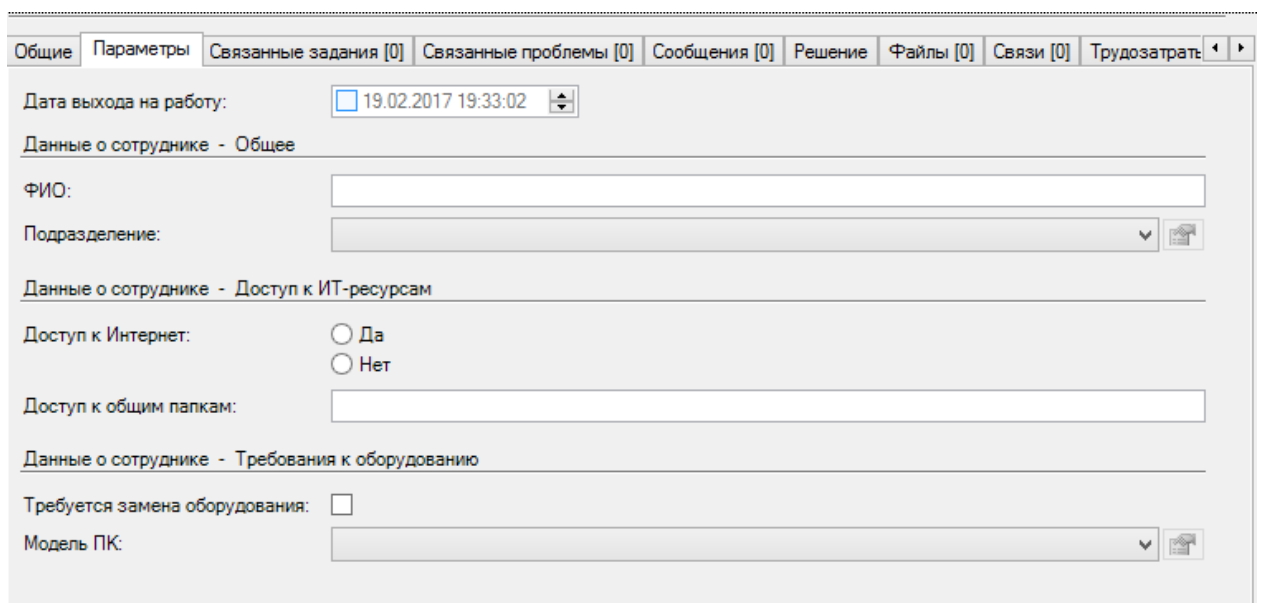 Общие Параметры Связанные задания [0] Связанные проблемы [0] Сообщения [0] Решение Файлы [0] Связи [0] Трудозатрать
Дата выхода на работу: 19.02.2017 19:33:02
Данные о сотруднике - Общее
ФИО:
Подразделение:
Данные о сотруднике - Доступ к ИТ-ресурсам
Доступ к Интернет: Да
Нет
Доступ к общим папкам:
Данные о сотруднике - Требования к оборудованию
Требуется замена оборудования:
Модель ПК: